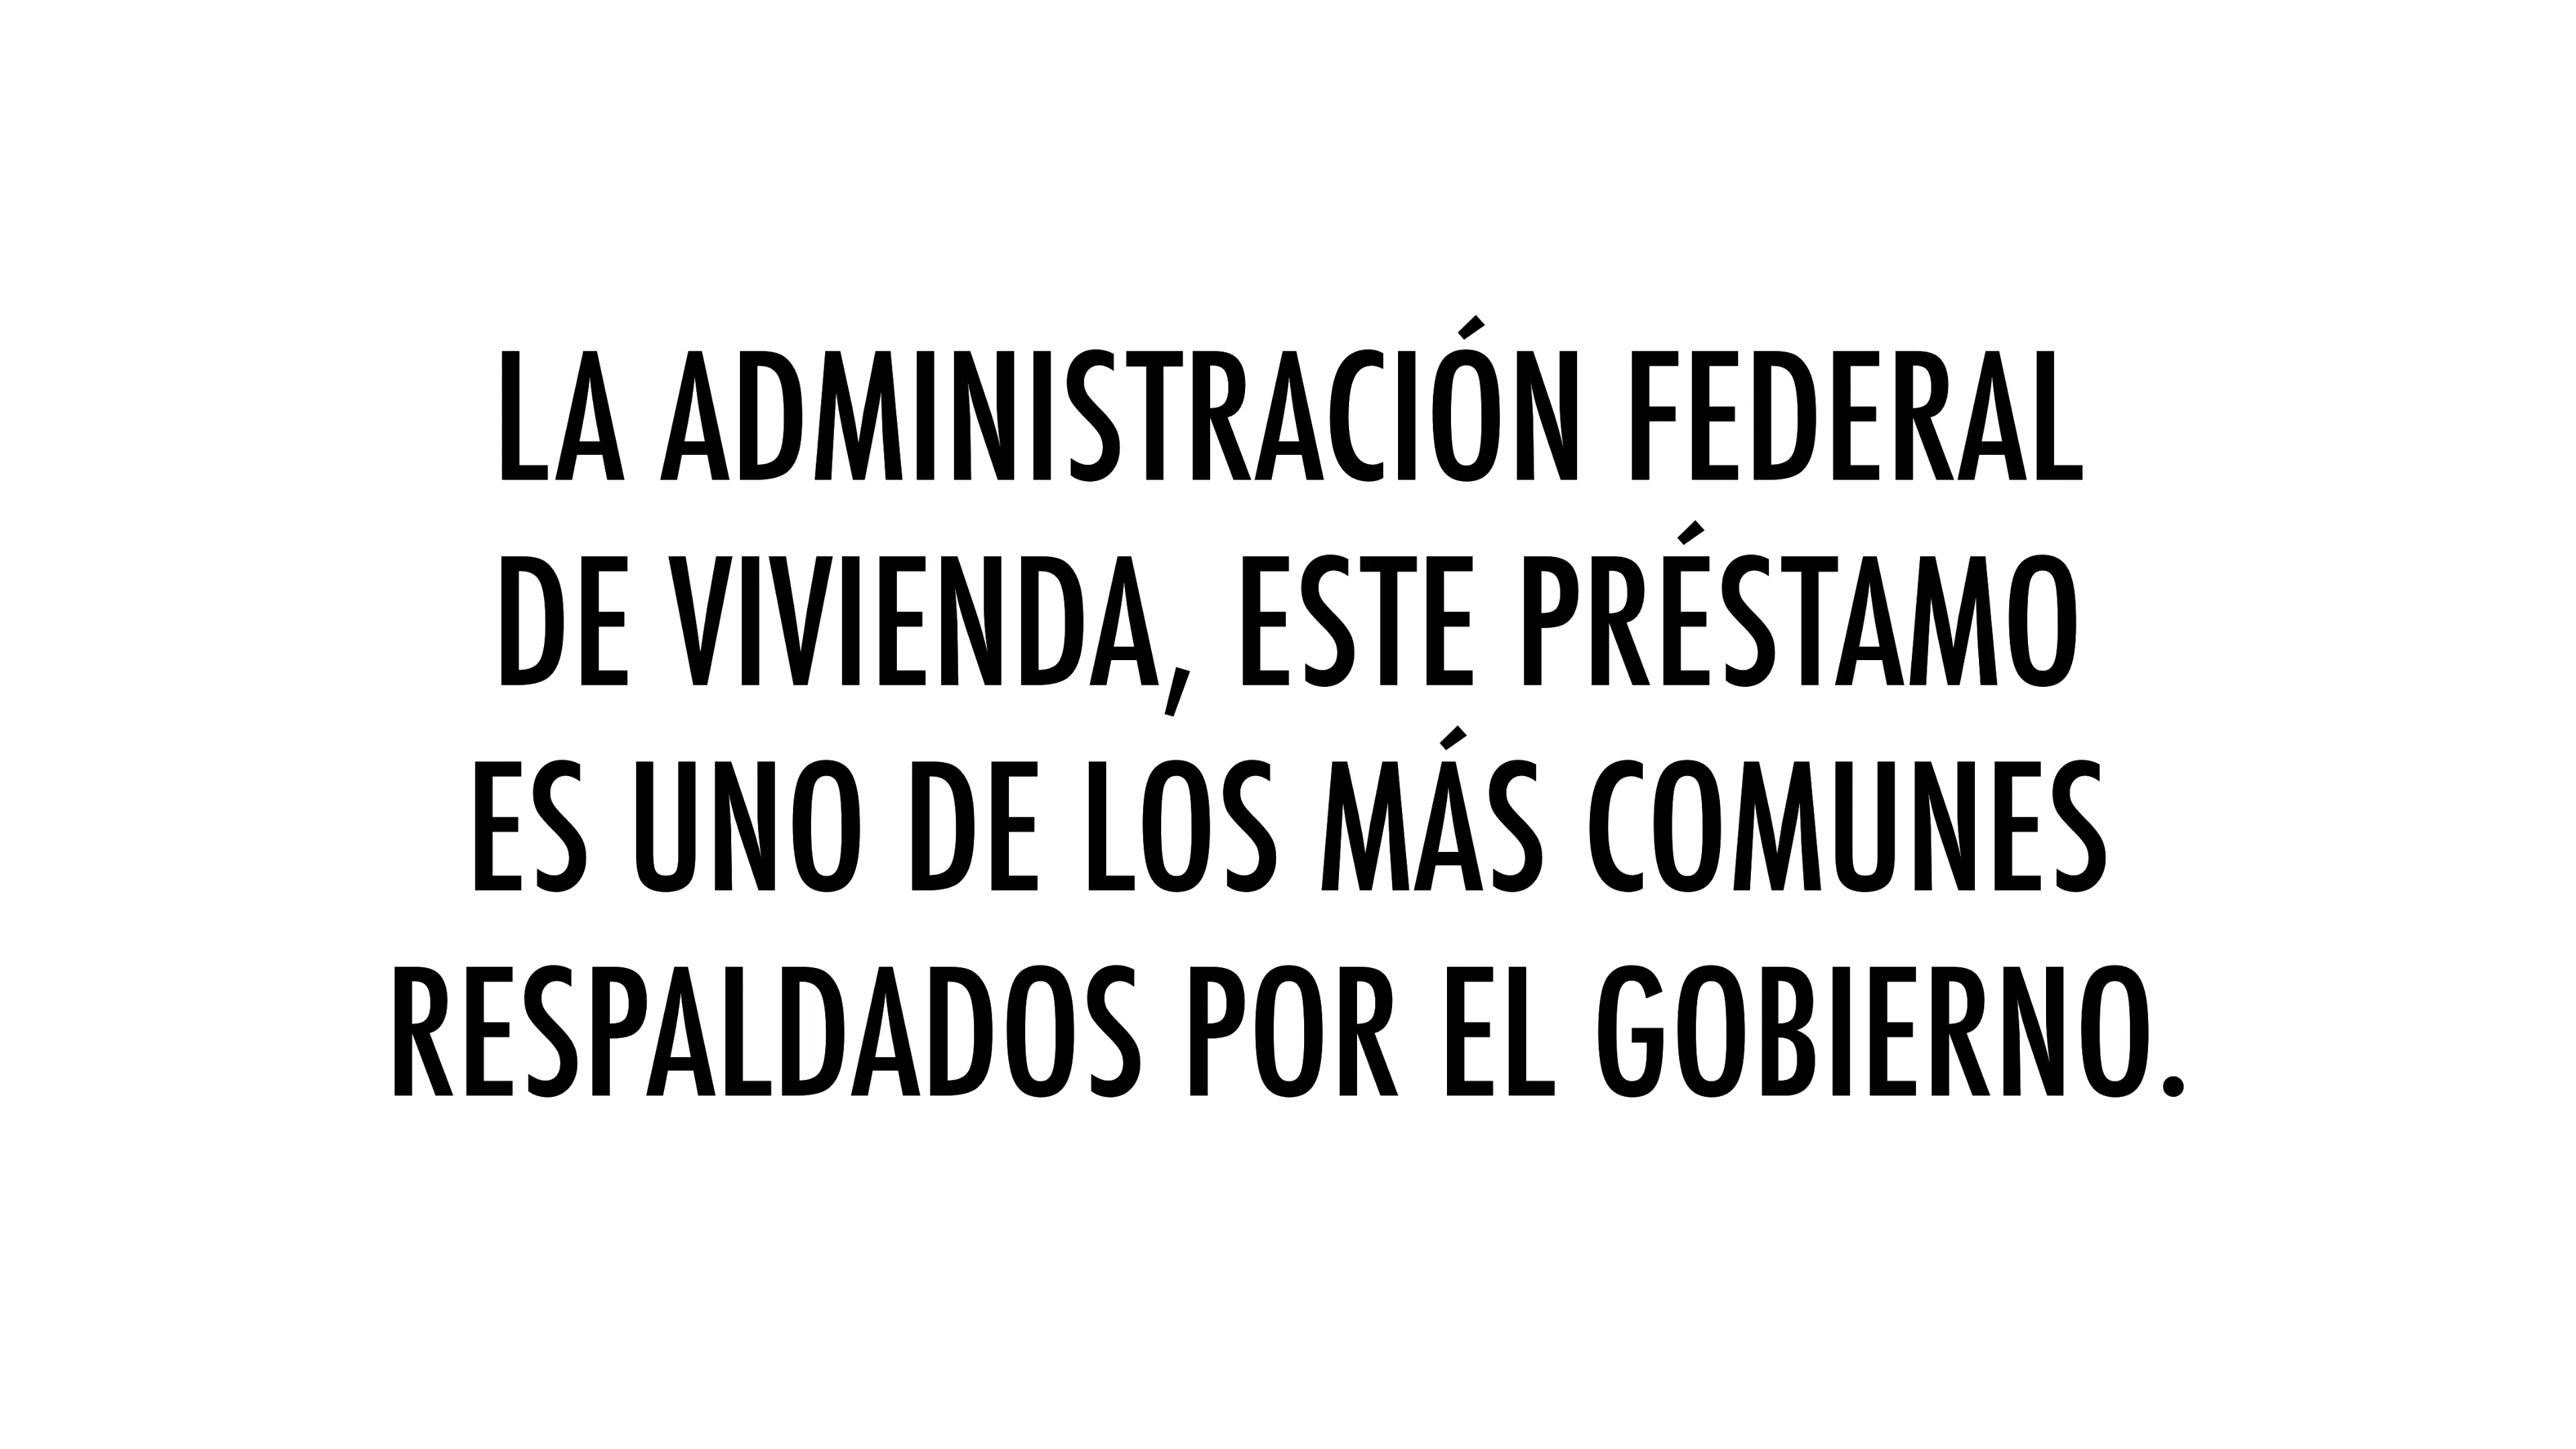 LA ADMINISTRACIÓN FEDERAL
DE VIVIENDA, ESTE PRÉSTAMO
ES UNO DE LOS MÁS COMUNES
RESPALDADOS POR EL GOBIERNO.